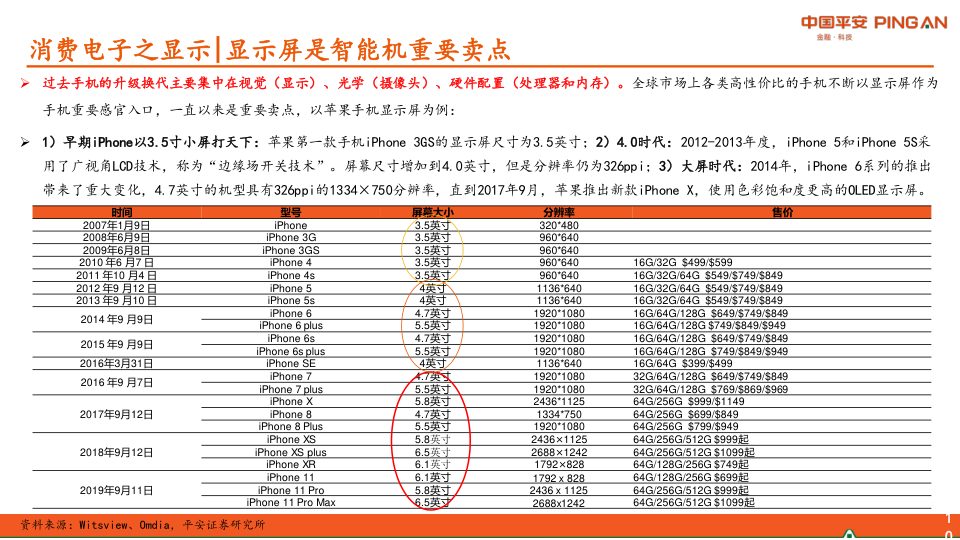 中国平安 PING AN
金融·科技
消费电子之显示|显示屏是智能机重要卖点
➢ 过去手机的升级换代主要集中在视觉（显示）、光学（摄像头）、硬件配置（处理器和内存）。全球市场上各类高性价比的手机不断以显示屏作为
手机重要感官入口，一直以来是重要卖点，以苹果手机显示屏为例：
➢ 1）早期iPhone以3.5寸小屏打天下：苹果第一款手机iPhone 3GS的显示屏尺寸为3.5英寸；2）4.0时代：2012-2013年度，iPhone 5和iPhone 5S采
用了广视角LCD技术，称为“边缘场开关技术”。屏幕尺寸增加到4.0英寸，但是分辨率仍为326ppi；3）大屏时代：2014年，iPhone 6系列的推出
带来了重大变化，4.7英寸的机型具有326ppi的1334×750分辨率，直到2017年9月，苹果推出新款iPhone X，使用色彩饱和度更高的OLED显示屏。
时间 型号 屏幕大小 分辨率 售价
2007年1月9日 iPhone 3.5英寸 320*480
2008年6月9日 iPhone 3G 3.5英寸 960*640
2009年6月8日 iPhone 3GS 3.5英寸 960*640
2010 年6 月7 日 iPhone 4 3.5英寸 960*640 16G/32G $499/$599
2011 年10 月4 日 iPhone 4s 3.5英寸 960*640 16G/32G/64G $549/$749/$849
2012 年9 月12 日 iPhone 5 4英寸 1136*640 16G/32G/64G $549/$749/$849
2013 年9 月10 日 iPhone 5s 4英寸 1136*640 16G/32G/64G $549/$749/$849
2014 年9 月9日 iPhone 6 4.7英寸 1920*1080 16G/64G/128G $649/$749/$849
iPhone 6 plus 5.5英寸 1920*1080 16G/64G/128G $749/$849/$949
2015 年9 月9日 iPhone 6s 4.7英寸 1920*1080 16G/64G/128G $649/$749/$849
iPhone 6s plus 5.5英寸 1920*1080 16G/64G/128G $749/$849/$949
2016年3月31日 iPhone SE 4英寸 1136*640 16G/64G $399/$499
2016 年9 月7日 iPhone 7 4.7英寸 1920*1080 32G/64G/128G $649/$749/$849
iPhone 7 plus 5.5英寸 1920*1080 32G/64G/128G $769/$869/$969
2017年9月12日 iPhone X 5.8英寸 2436*1125 64G/256G $999/$1149
iPhone 8 4.7英寸 1334*750 64G/256G $699/$849
iPhone 8 Plus 5.5英寸 1920*1080 64G/256G $799/$949
2018年9月12日 iPhone XS 5.8英寸 2436×1125 64G/256G/512G $999起
iPhone XS plus 6.5英寸 2688×1242 64G/256G/512G $1099起
iPhone XR 6.1英寸 1792×828 64G/128G/256G $749起
2019年9月11日 iPhone 11 6.1英寸 1792 x 828 64G/128G/256G $699起
iPhone 11 Pro 5.8英寸 2436 x 1125 64G/256G/512G $999起
iPhone 11 Pro Max 6.5英寸 2688x1242 64G/256G/512G $1099起
资料来源：Witsview、Omdia，平安证券研究所